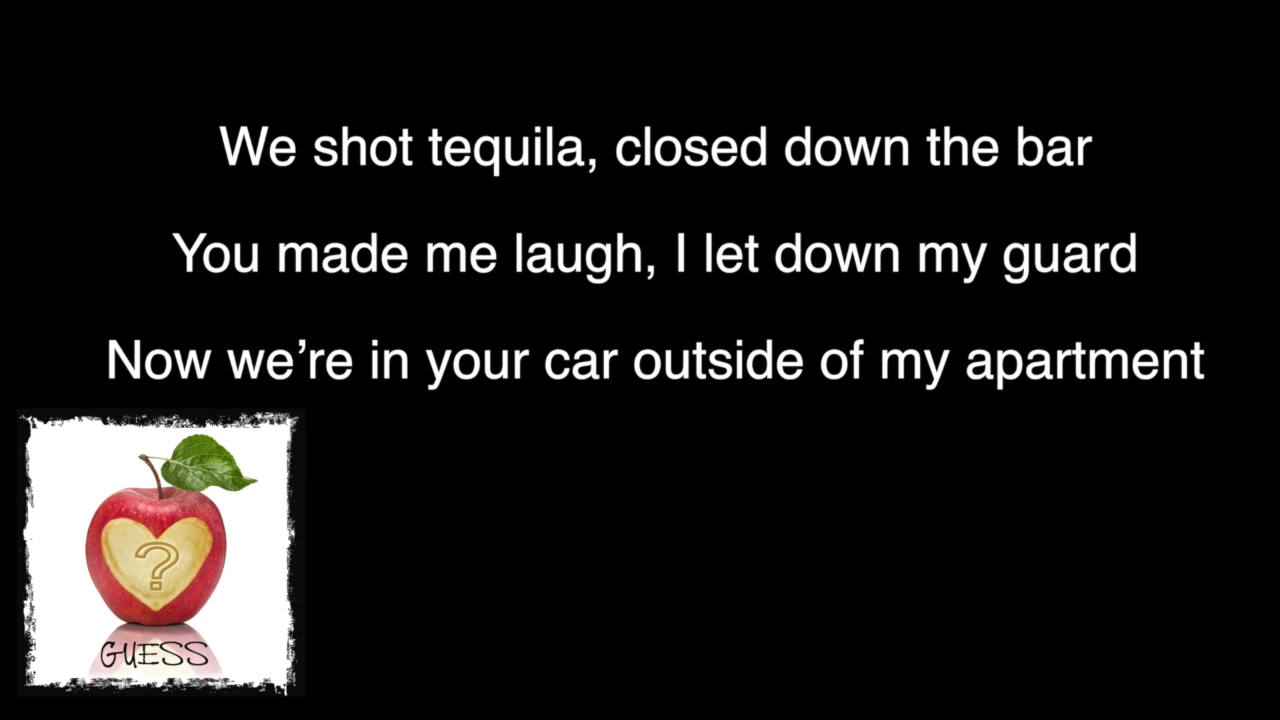 We shot tequila, closed down the bar
You made me laugh, I let down my guard
Now we’re in your car outside of my apartment
?
GUESS